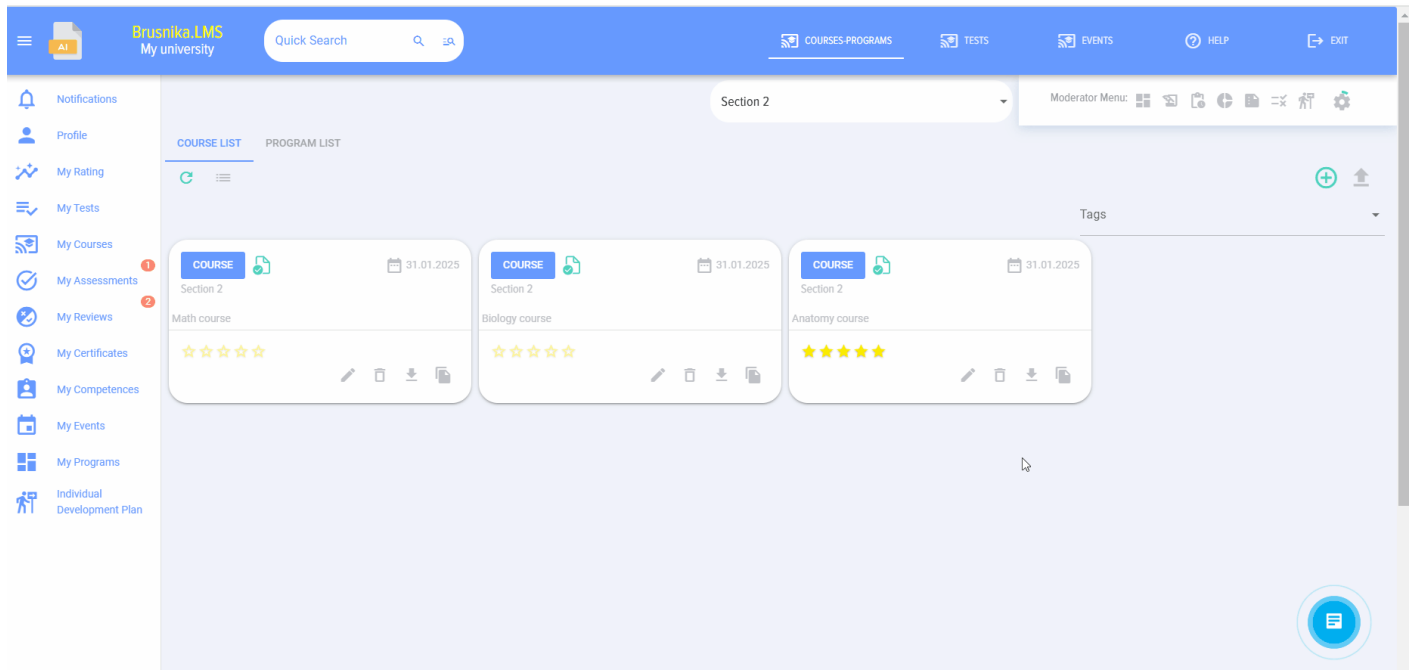 AI
Brusnika.LMS
My university
Quick Search
COURSES-PROGRAMS
TESTS
EVENTS
HELP
EXIT
Notifications
Profile
My Rating
My Tests
My Courses
1
My Assessments
2
My Reviews
My Certificates
My Competences
My Events
My Programs
Individual
Development Plan
Section 2
Moderator Menu:
COURSE LIST
PROGRAM LIST
Tags
COURSE
31.01.2025
Section 2
Math course
COURSE
31.01.2025
Section 2
Biology course
COURSE
31.01.2025
Section 2
Anatomy course